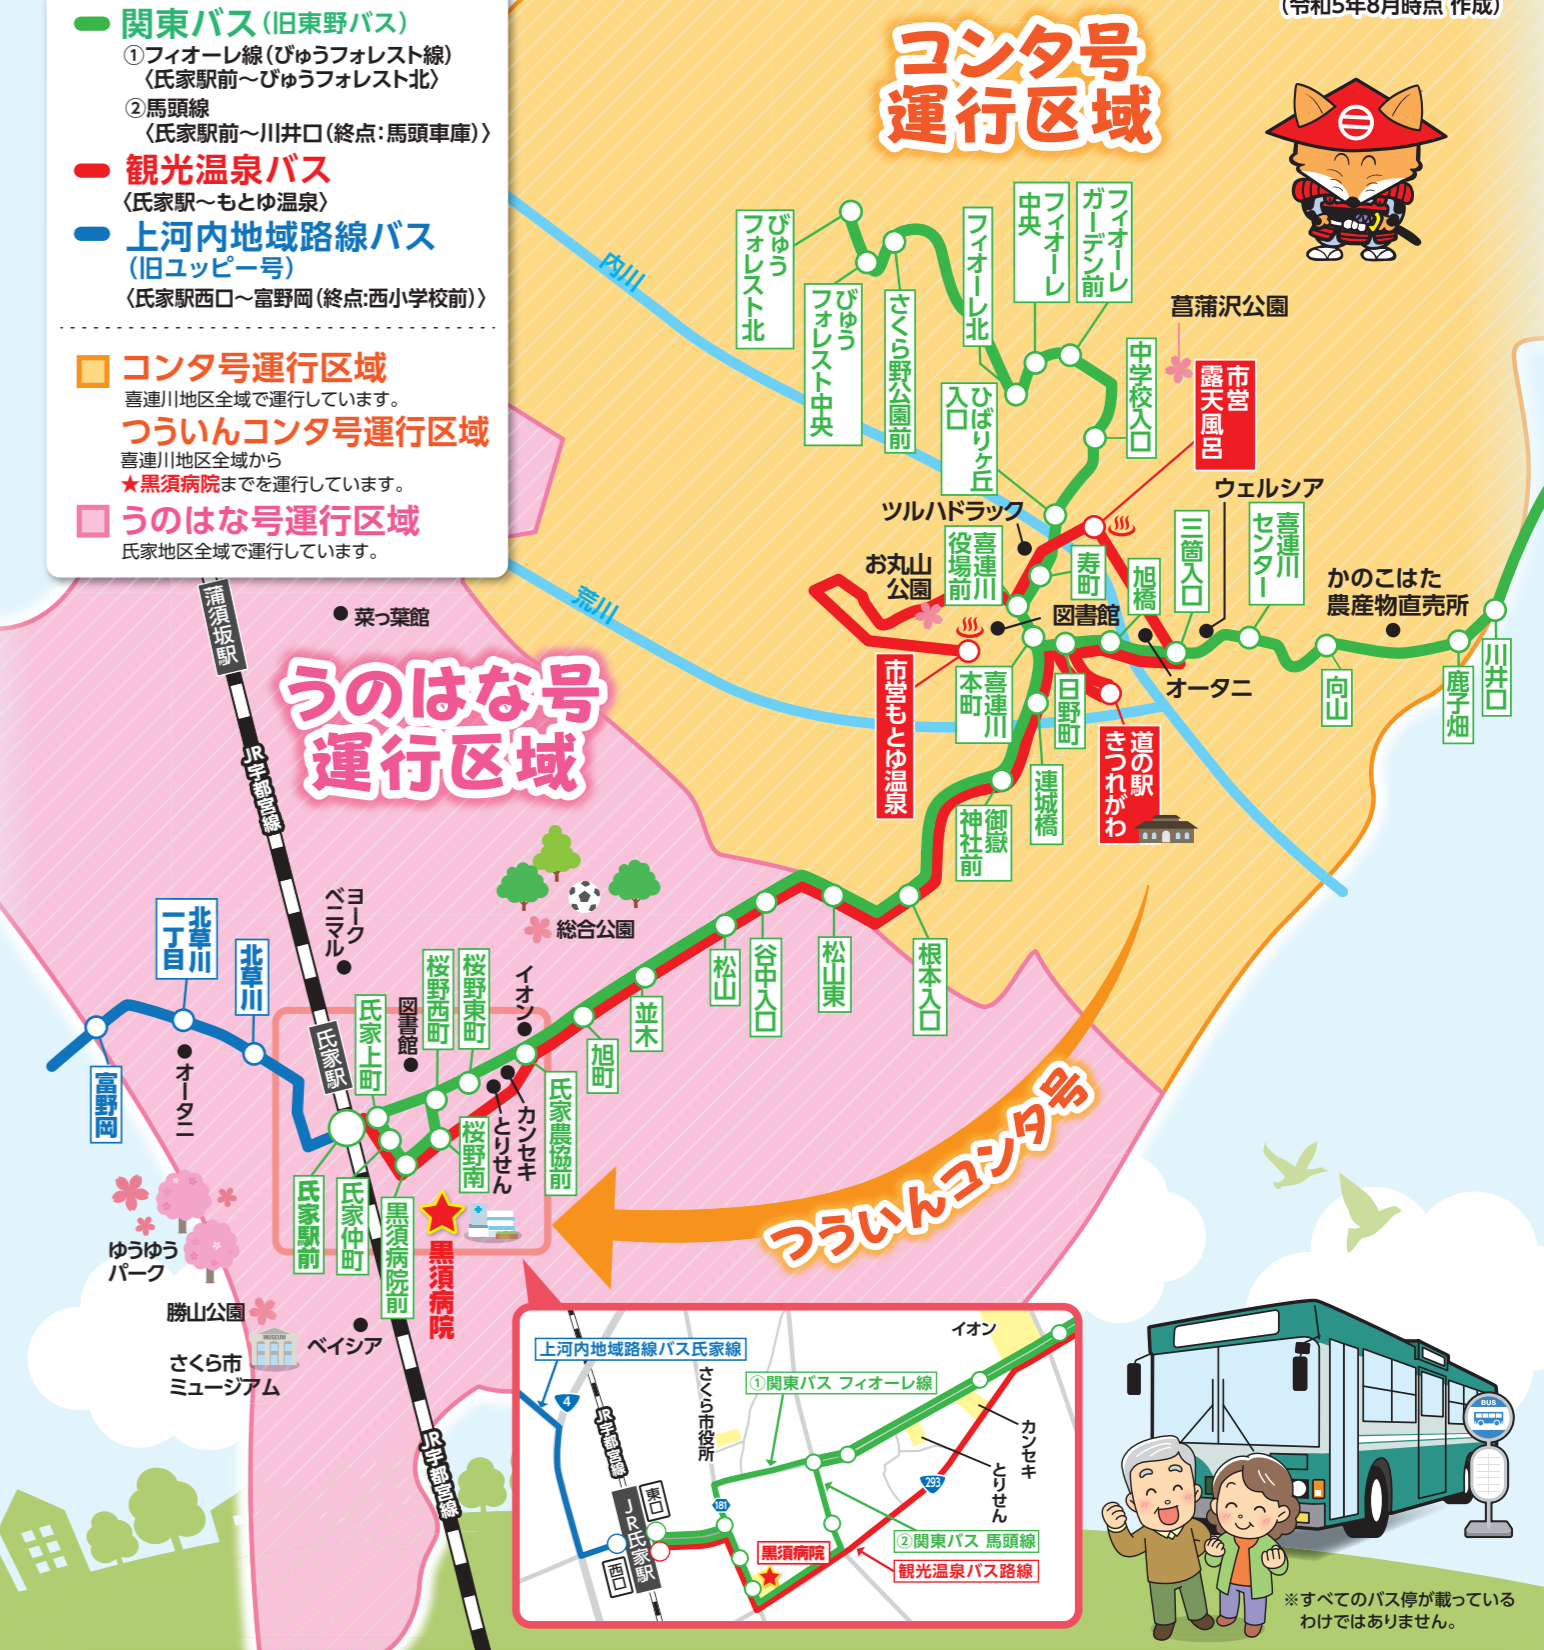 (令和5年8月時点 作成)
関東バス(旧東野バス)
①フィオーレ線(びゅうフォレスト線)
〈氏家駅前〜びゅうフォレスト北〉
②馬頭線
〈氏家駅前〜川井口(終点:馬頭車庫)〉
観光温泉バス
〈氏家駅〜もとゆ温泉〉
上河内地域路線バス
(旧ユッピー号)
〈氏家駅西口〜富野岡(終点:西小学校前)〉
コンタ号運行区域
喜連川地区全域で運行しています。
つういんコンタ号運行区域
喜連川地区全域から
★黒須病院までを運行しています。
うのはな号運行区域
氏家地区全域で運行しています。
コンタ号
運行区域
内川
びゅう
フォレスト北
びゅう
フォレスト中央
さくら野公園前
フィオーレ北
フィオーレ
中央
フィオーレ
ガーデン前
菖蒲沢公園
中学校入口
市営
露天風呂
ひばりヶ丘
入口
ツルハドラック
ウェルシア
お丸山
公園
喜連川
役場前
寿町
旭橋
三箇入口
喜連川
センター
かのこはた
農産物直売所
図書館
荒川
市営もとゆ温泉
喜連川
本町
日野町
オータニ
向山
鹿子畑
川井口
道の駅
きつれがわ
連城橋
御嶽
神社前
蒲須坂駅
菜っ葉館
うのはな号
運行区域
JR宇都宮線
総合公園
ヨーク
ベニマル
北草川
一丁目
北草川
富野岡
オータニ
氏家駅
氏家上町
図書館
桜野西町
桜野東町
イオン
旭町
並木
松山
谷中入口
松山東
根本入口
氏家駅前
氏家仲町
黒須病院前
桜野南
とりせん
カンセキ
氏家農協前
黒須病院
つういんコンタ号
ゆうゆう
パーク
勝山公園
MUSEUM
さくら市
ミュージアム
ベイシア
JR宇都宮線
上河内地域路線バス氏家線
4
JR宇都宮線
さくら市役所
①関東バス フィオーレ線
イオン
カンセキ
とりせん
293
181
東口
JR氏家駅
西口
黒須病院
②関東バス 馬頭線
観光温泉バス路線
BUS
※すべてのバス停が載っている
わけではありません。